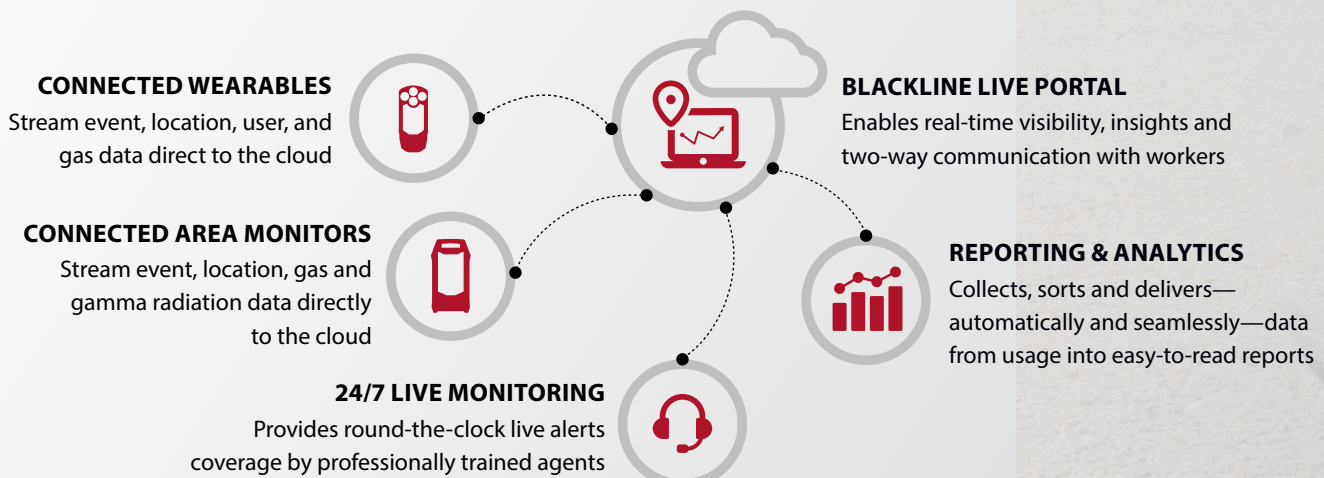 CONNECTED WEARABLES
Stream event, location, user, and
gas data direct to the cloud
BLACKLINE LIVE PORTAL
Enables real-time visibility, insights and
two-way communication with workers
CONNECTED AREA MONITORS
Stream event, location, gas and
gamma radiation data directly
to the cloud
REPORTING & ANALYTICS
Collects, sorts and delivers—
automatically and seamlessly—data
from usage into easy-to-read reports
24/7 LIVE MONITORING
Provides round-the-clock live alerts
coverage by professionally trained agents